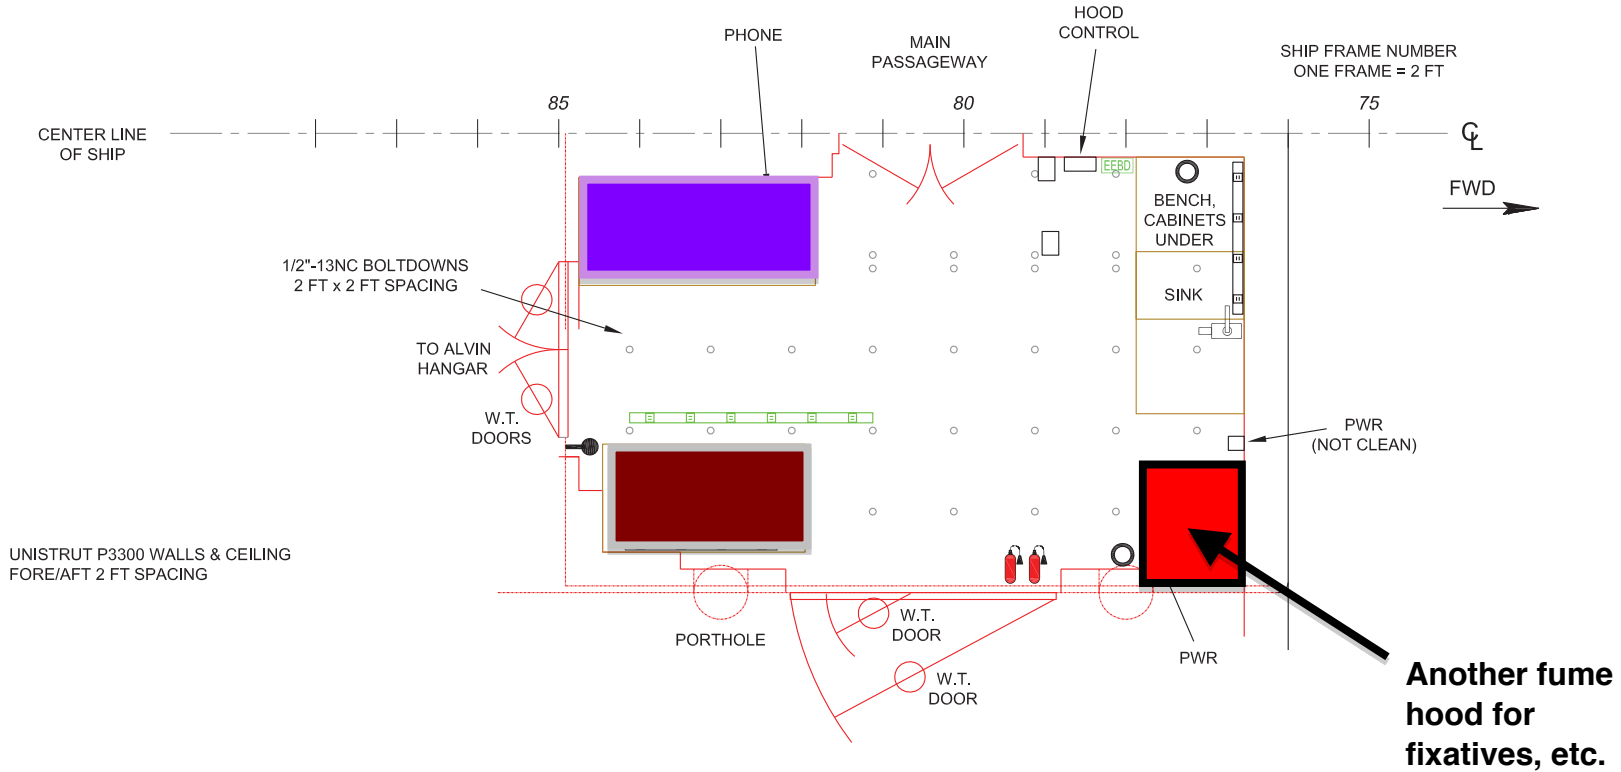 PHONE
MAIN
PASSAGEWAY
HOOD
CONTROL
SHIP FRAME NUMBER
ONE FRAME = 2 FT
85
80
75
CENTER LINE
OF SHIP
CL
EEBD
FWD
BENCH,
CABINETS
UNDER
1/2"-13NC BOLTDOWNS
2 FT x 2 FT SPACING
SINK
TO ALVIN
HANGAR
W.T.
DOORS
PWR
(NOT CLEAN)
UNISTRUT P3300 WALLS & CEILING
FORE/AFT 2 FT SPACING
PORTHOLE
W.T.
DOOR
W.T.
DOOR
PWR
Another fume
hood for
fixatives, etc.